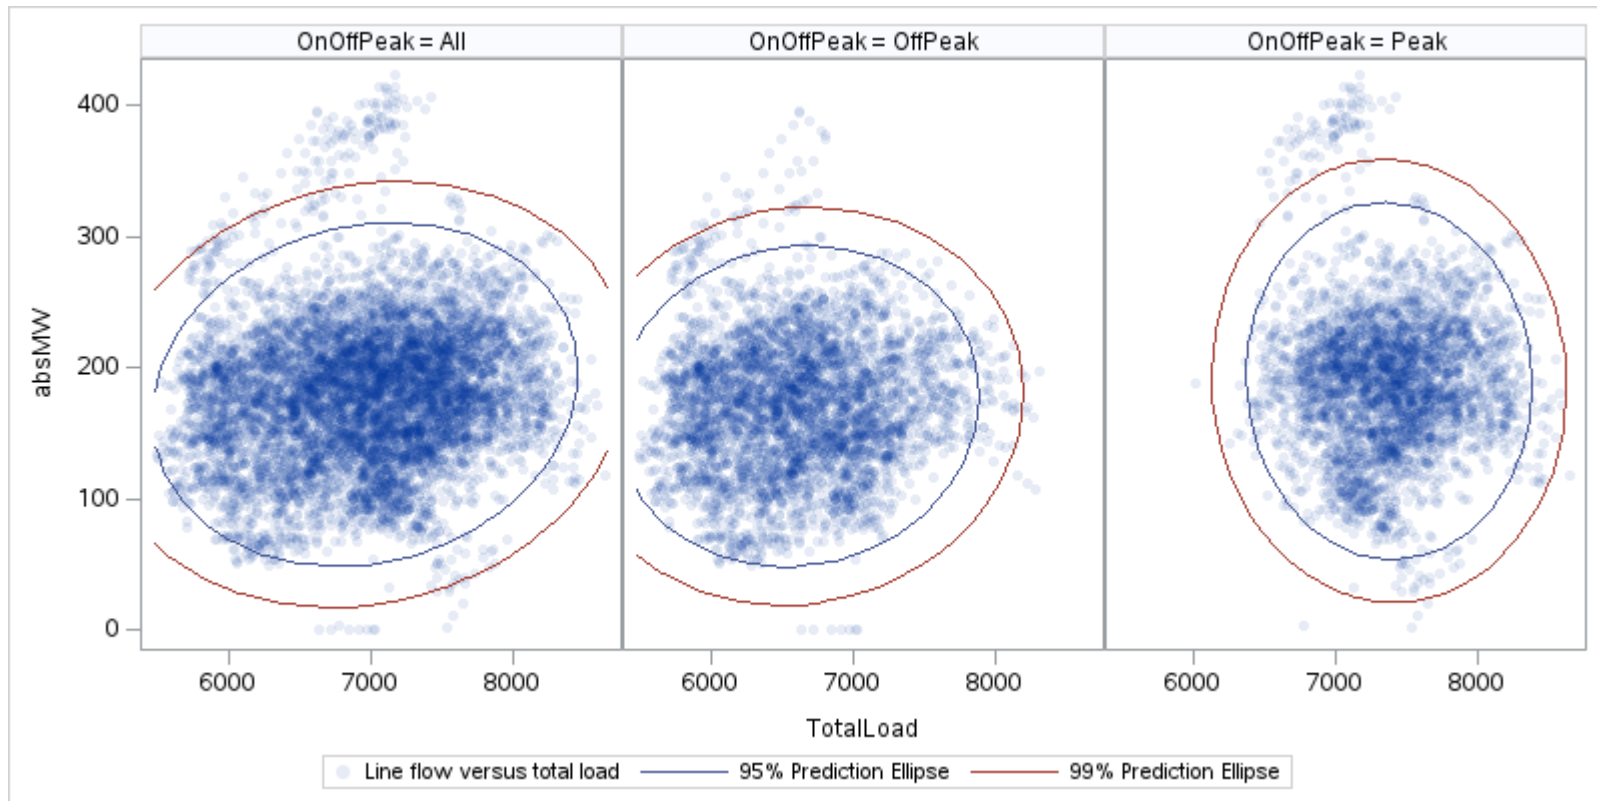 OnOffPeak = All
OnOffPeak = OffPeak
OnOffPeak = Peak
absMW
400
300
200
100
0
6000 7000 8000
6000 7000 8000
6000 7000 8000
TotalLoad
Line flow versus total load
95% Prediction Ellipse
99% Prediction Ellipse